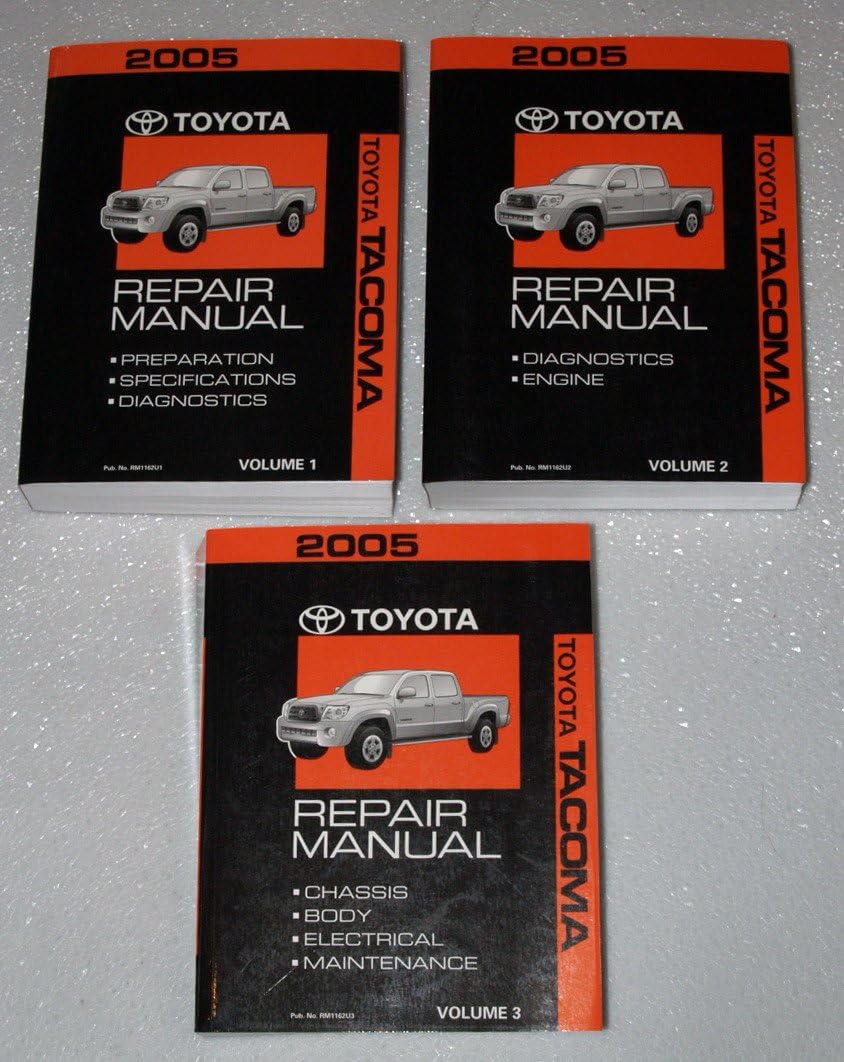 2005
TOYOTA
REPAIR
MANUAL
▪ PREPARATION
▪ SPECIFICATIONS
▪ DIAGNOSTICS
Pub. No. RM1162U1 VOLUME 1
TOYOTA TACOMA
2005
TOYOTA
REPAIR
MANUAL
▪ DIAGNOSTICS
▪ ENGINE
Pub. No. RM1162U2 VOLUME 2
TOYOTA TACOMA
2005
TOYOTA
REPAIR
MANUAL
▪ CHASSIS
▪ BODY
▪ ELECTRICAL
▪ MAINTENANCE
Pub. No. RM1162U3 VOLUME 3
TOYOTA TACOMA